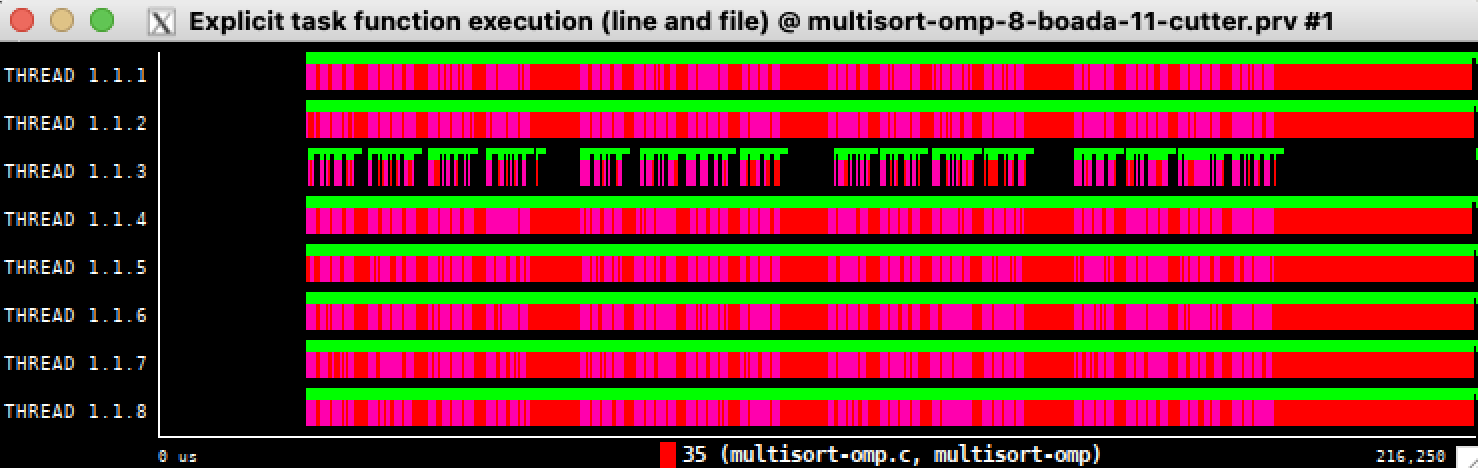 Explicit task function execution (line and file) @ multisort-omp-8-boada-11-cutter.prv #1
THREAD 1.1.1
THREAD 1.1.2
THREAD 1.1.3
THREAD 1.1.4
THREAD 1.1.5
THREAD 1.1.6
THREAD 1.1.7
THREAD 1.1.8
0 us
35 (multisort-omp.c, multisort-omp)
216,250